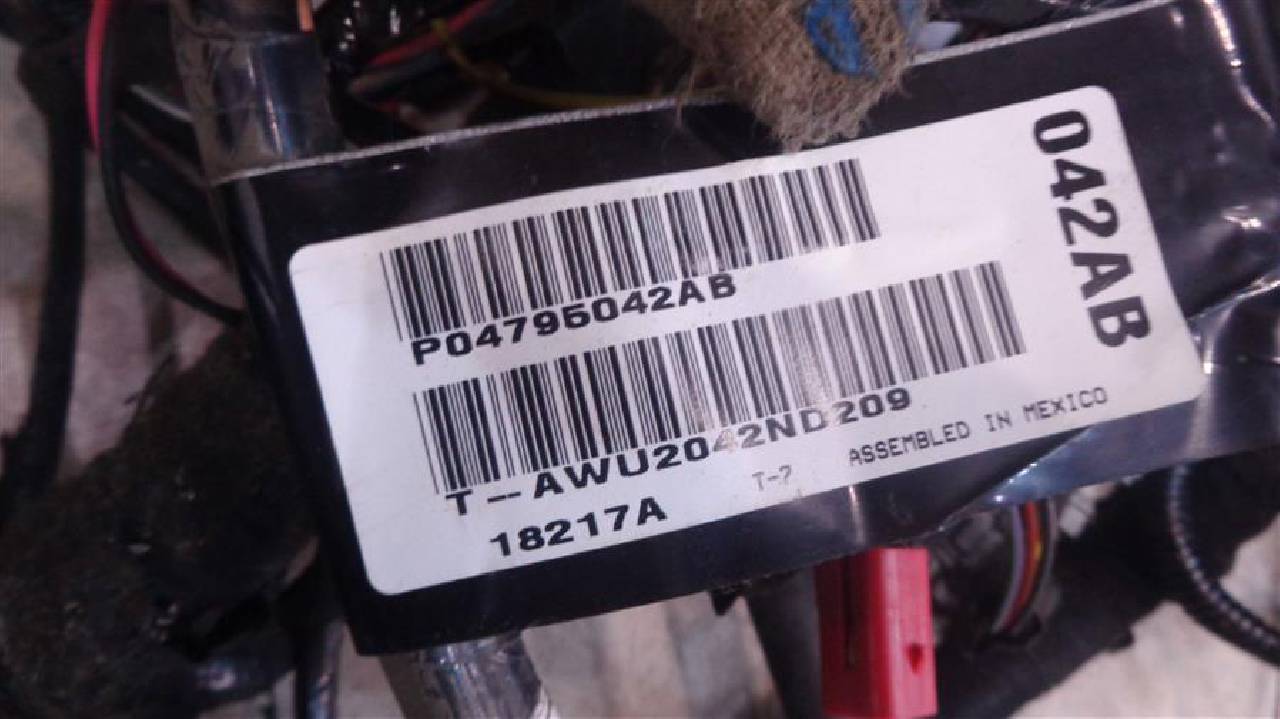 042AB
P04795042AB
T-AWU2042ND209
18217A
T-?
ASSEMBLED IN MEXICO